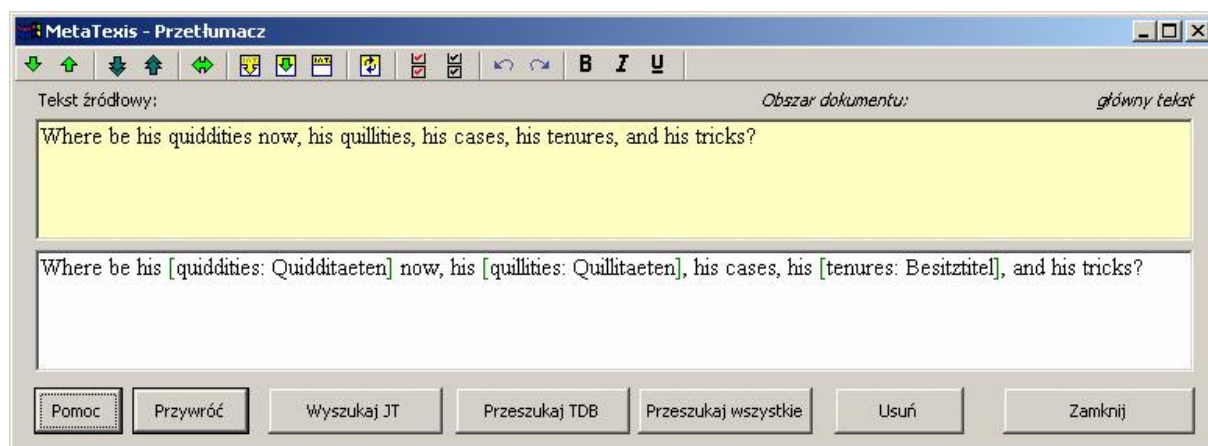 MetaTexis - Przetłumacz
B I U
Tekst źródłowy: Obszar dokumentu: główny tekst
Where be his quiddities now, his quillities, his cases, his tenures, and his tricks?
Where be his [quiddities: Quidditaeten] now, his [quillities: Quillitaeten], his cases, his [tenures: Besitztitel], and his tricks?
Pomoc Przywróć Wyszukaj JT Przeszukaj TDB Przeszukaj wszystkie Usuń Zamknij